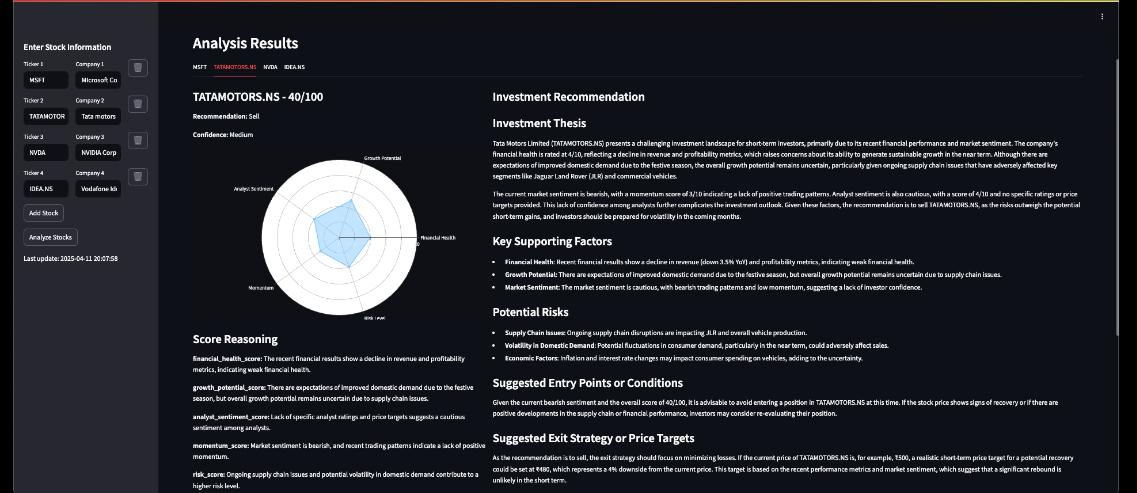 Enter Stock Information
Ticker 1
Company 1
MSFT
Microsoft Co
Ticker 2
Company 2
TATAMOTOR
Tata motors
Ticker 3
Company 3
NVDA
NVIDIA Corp
Ticker 4
Company 4
IDEA.NS
Vodafone Id
Add Stock
Analyze Stocks
Last update: 2025-04-11 20:07:58
Analysis Results
MSFT TATAMOTORS.NS NVDA IDEA.NS
TATAMOTORS.NS - 40/100
Recommendation: Sell
Confidence: Medium
Growth Potential
Analyst Sentiment
Financial Health
Momentum
Risk Level
Score Reasoning
financial_health_score: The recent financial results show a decline in revenue and profitability
metrics, indicating weak financial health.
growth_potential_score: There are expectations of improved domestic demand due to the festive
season, but overall growth potential remains uncertain due to supply chain issues.
analyst_sentiment_score: Lack of specific analyst ratings and price targets suggests a cautious
sentiment among analysts.
momentum_score: Market sentiment is bearish, and recent trading patterns indicate a lack of positive
momentum.
risk_score: Ongoing supply chain issues and potential volatility in domestic demand contribute to a
higher risk level.
Investment Recommendation
Investment Thesis
Tata Motors Limited (TATAMOTORS.NS) presents a challenging investment landscape for short-term investors, primarily due to its recent financial performance and market sentiment. The company's
financial health is rated at 4/10, reflecting a decline in revenue and profitability metrics, which raises concerns about its ability to generate sustainable growth in the near term. Although there are
expectations of improved domestic demand due to the festive season, the overall growth potential remains uncertain, particularly given ongoing supply chain issues that have adversely affected key
segments like Jaguar Land Rover (JLR) and commercial vehicles.
The current market sentiment is bearish, with a momentum score of 3/10 indicating a lack of positive trading patterns. Analyst sentiment is also cautious, with a score of 4/10 and no specific ratings or price
targets provided. This lack of confidence among analysts further complicates the investment outlook. Given these factors, the recommendation is to sell TATAMOTORS.NS, as the risks outweigh the potential
short-term gains, and investors should be prepared for volatility in the coming months.
Key Supporting Factors
• Financial Health: Recent financial results show a decline in revenue (down 3.5% YoY) and profitability metrics, indicating weak financial health.
• Growth Potential: There are expectations of improved domestic demand due to the festive season, but overall growth potential remains uncertain due to supply chain issues.
• Market Sentiment: The market sentiment is cautious, with bearish trading patterns and low momentum, suggesting a lack of investor confidence.
Potential Risks
• Supply Chain Issues: Ongoing supply chain disruptions are impacting JLR and overall vehicle production.
• Volatility in Domestic Demand: Potential fluctuations in consumer demand, particularly in the near term, could adversely affect sales.
• Economic Factors: Inflation and interest rate changes may impact consumer spending on vehicles, adding to the uncertainty.
Suggested Entry Points or Conditions
Given the current bearish sentiment and the overall score of 40/100, it is advisable to avoid entering a position in TATAMOTORS.NS at this time. If the stock price shows signs of recovery or if there are
positive developments in the supply chain or financial performance, investors may consider re-evaluating their position.
Suggested Exit Strategy or Price Targets
As the recommendation is to sell, the exit strategy should focus on minimizing losses. If the current price of TATAMOTORS.NS is, for example, ₹500, a realistic short-term price target for a potential recovery
could be set at ₹480, which represents a 4% downside from the current price. This target is based on the recent performance metrics and market sentiment, which suggest that a significant rebound is
unlikely in the short term.